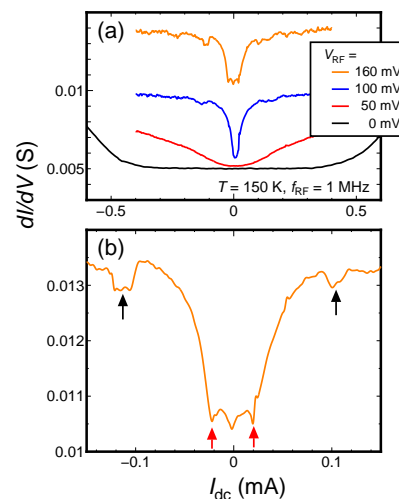 (a)
V_RF =
160 mV
100 mV
50 mV
0 mV
0.01
0.005
T = 150 K, f_RF = 1 MHz
−0.5 0 0.5
dI/dV (S)
(b)
0.013
0.012
0.011
0.01
−0.1 0 0.1
I_dc (mA)